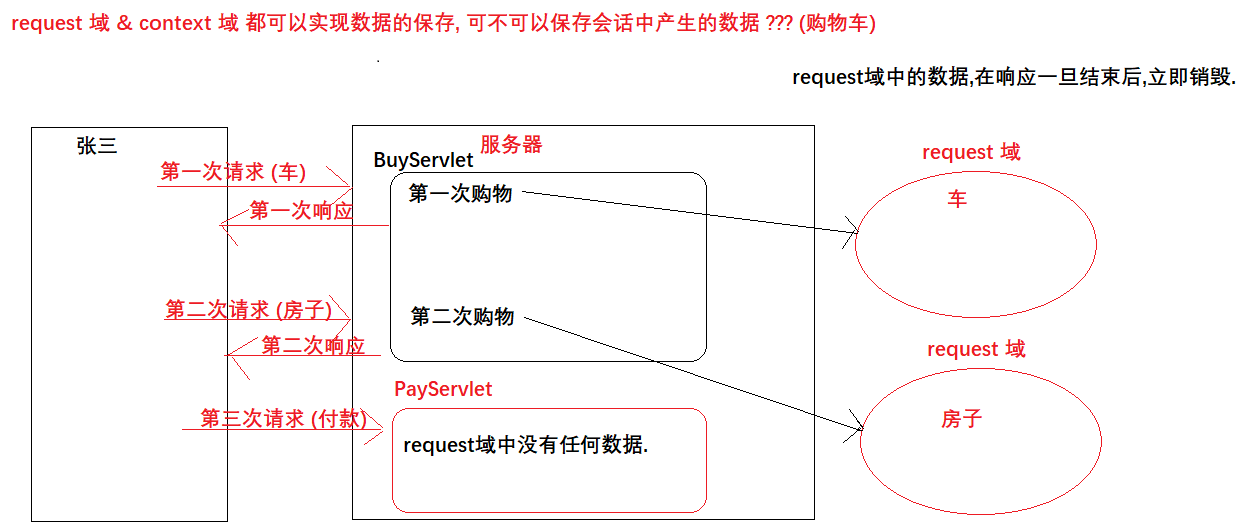 request 域 & context 域 都可以实现数据的保存, 可不可以保存会话中产生的数据 ??? (购物车)
request域中的数据,在响应一旦结束后,立即销毁.
张三
服务器
BuyServlet
request 域
第一次请求 (车)
第一次购物
车
第一次响应
第二次请求 (房子)
第二次购物
第二次响应
request 域
PayServlet
第三次请求 (付款)
房子
request域中没有任何数据.